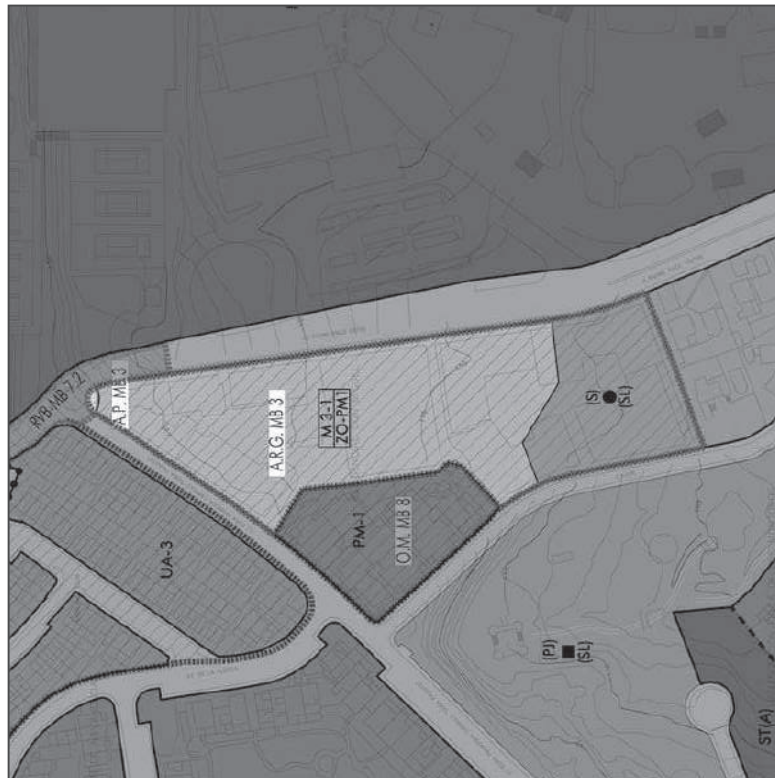 RVB-MB-7.2
A.P. MB 3
A.R.G. MB 3
M 3-1
ZO-PM1
UA-3
PM-1
O.M. MB 8
(S)
(SL)
(PJ)
(SL)
ST(A)